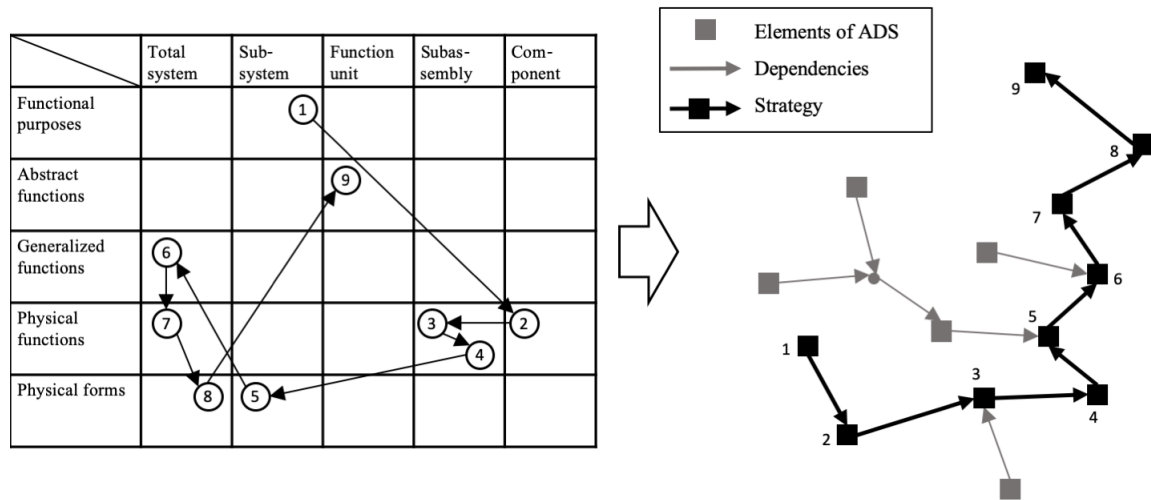 Total
system
Sub-
system
Function
unit
Subas-
sembly
Com-
ponent
Functional
purposes
1
Abstract
functions
9
Generalized
functions
6
Physical
functions
7
3
2
4
Physical forms
8
5
Elements of ADS
Dependencies
Strategy
9
8
7
6
5
1
3
4
2